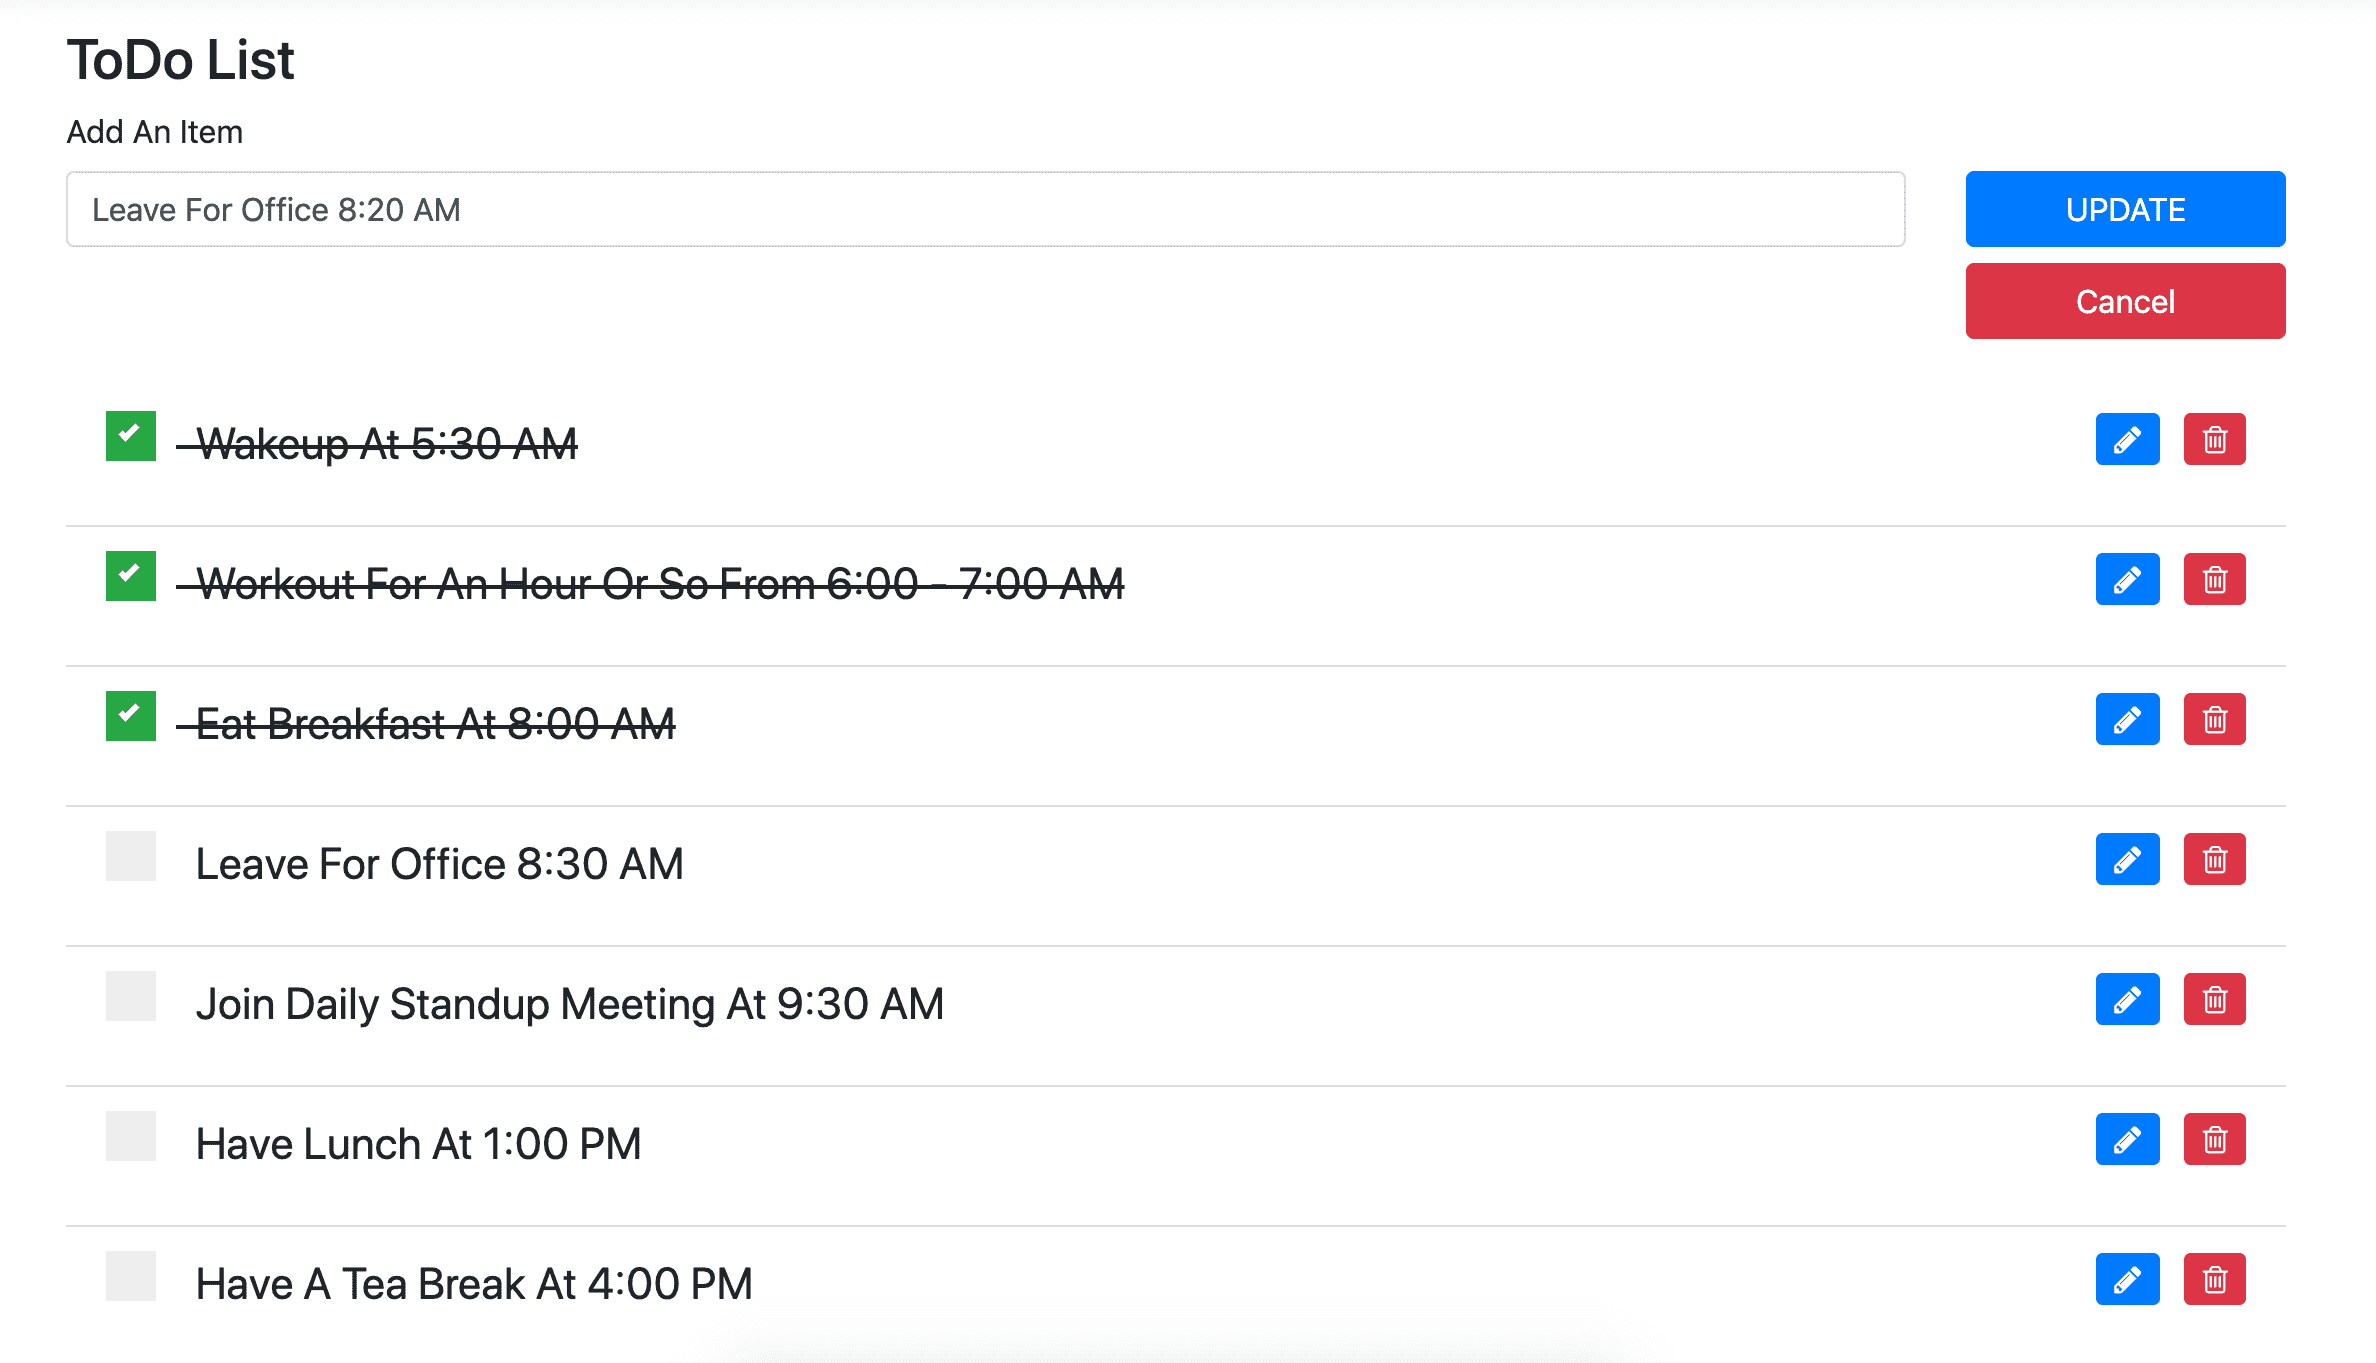 ToDo List
Add An Item
Leave For Office 8:20 AM
UPDATE
Cancel
Wakeup At 5:30 AM
Workout For An Hour Or So From 6:00 - 7:00 AM
Eat Breakfast At 8:00 AM
Leave For Office 8:30 AM
Join Daily Standup Meeting At 9:30 AM
Have Lunch At 1:00 PM
Have A Tea Break At 4:00 PM